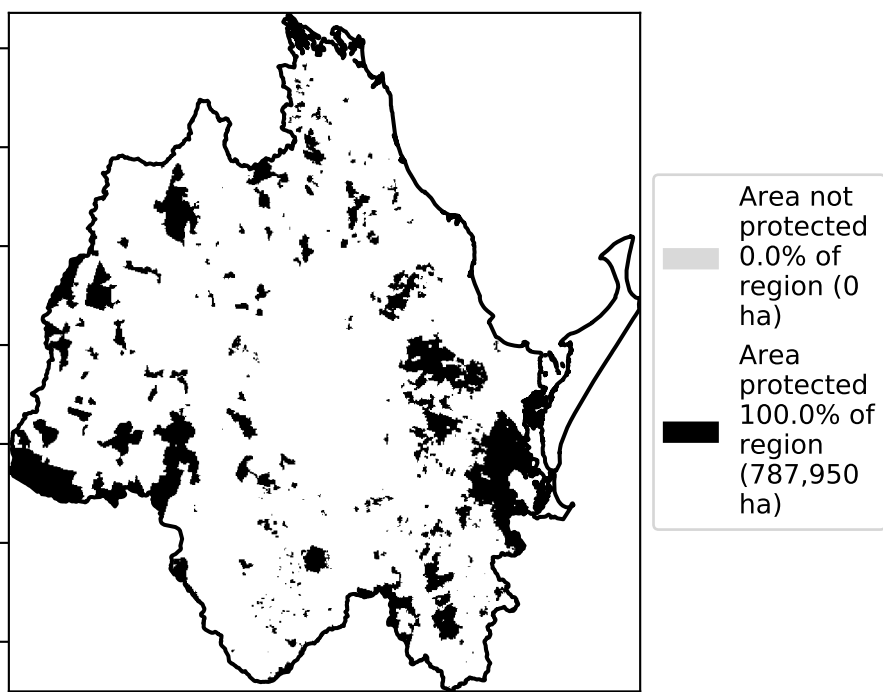 Area not
protected
0.0% of
region (0
ha)
Area
protected
100.0% of
region
(787,950
ha)